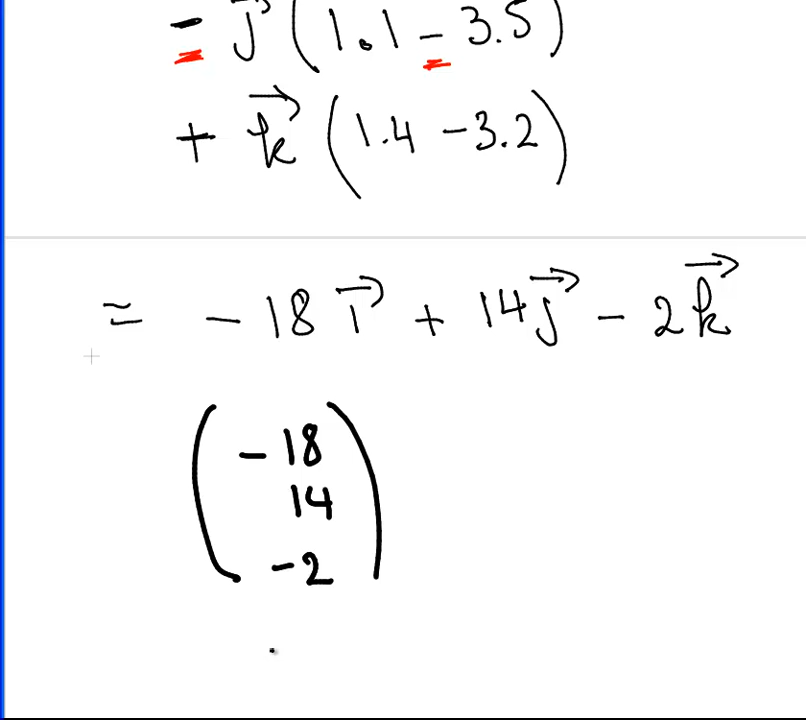 - j⃗ (1.1 - 3.5)
+ k⃗ (1.4 - 3.2)
= - 18 i⃗ + 14 j⃗ - 2 k⃗
( - 18
14
-2 )